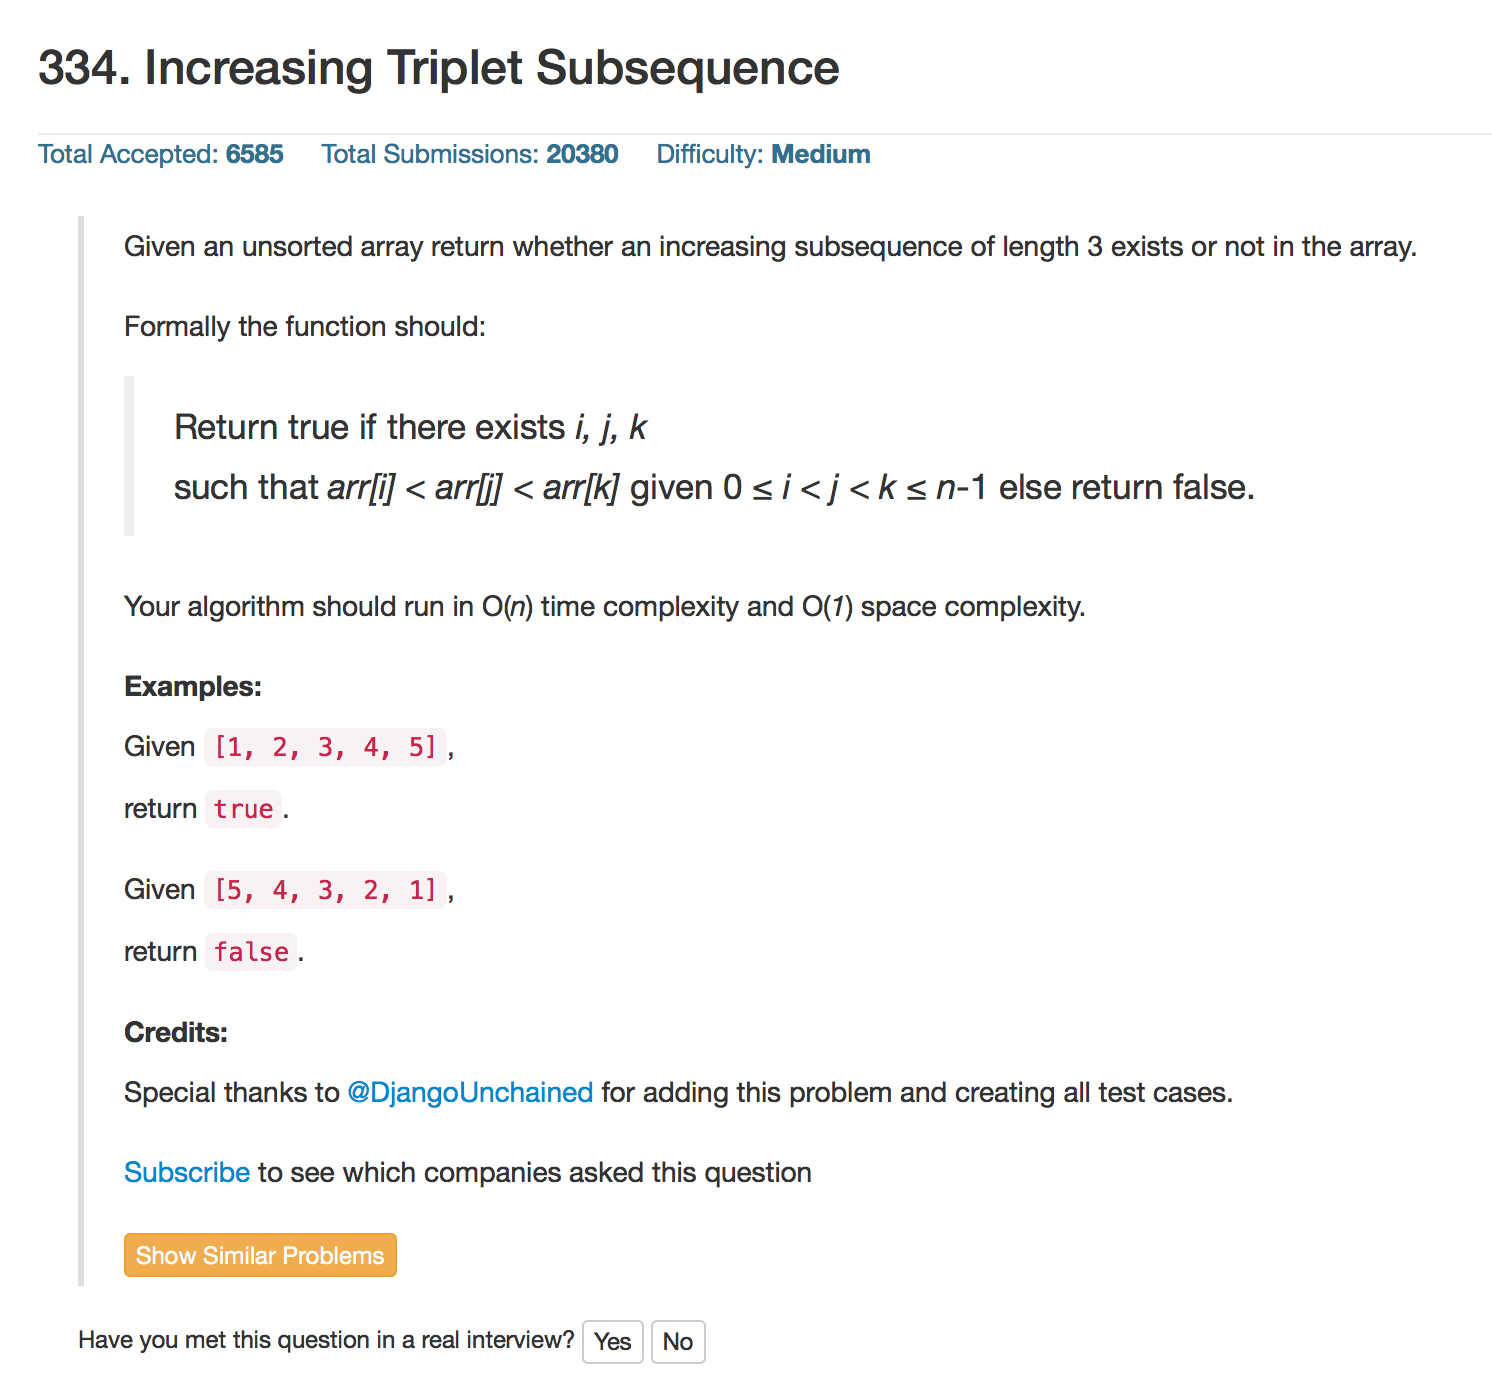 334. Increasing Triplet Subsequence
Total Accepted: 6585 Total Submissions: 20380 Difficulty: Medium
Given an unsorted array return whether an increasing subsequence of length 3 exists or not in the array.
Formally the function should:
Return true if there exists i, j, k
such that arr[i] < arr[j] < arr[k] given 0 ≤ i < j < k ≤ n-1 else return false.
Your algorithm should run in O(n) time complexity and O(1) space complexity.
Examples:
Given [1, 2, 3, 4, 5],
return true.
Given [5, 4, 3, 2, 1],
return false.
Credits:
Special thanks to @DjangoUnchained for adding this problem and creating all test cases.
Subscribe to see which companies asked this question
Show Similar Problems
Have you met this question in a real interview? Yes No